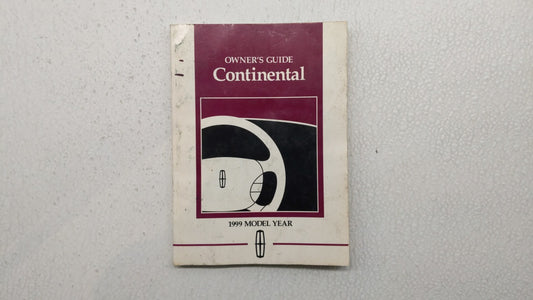 OWNER'S GUIDE
Continental
1999 MODEL YEAR